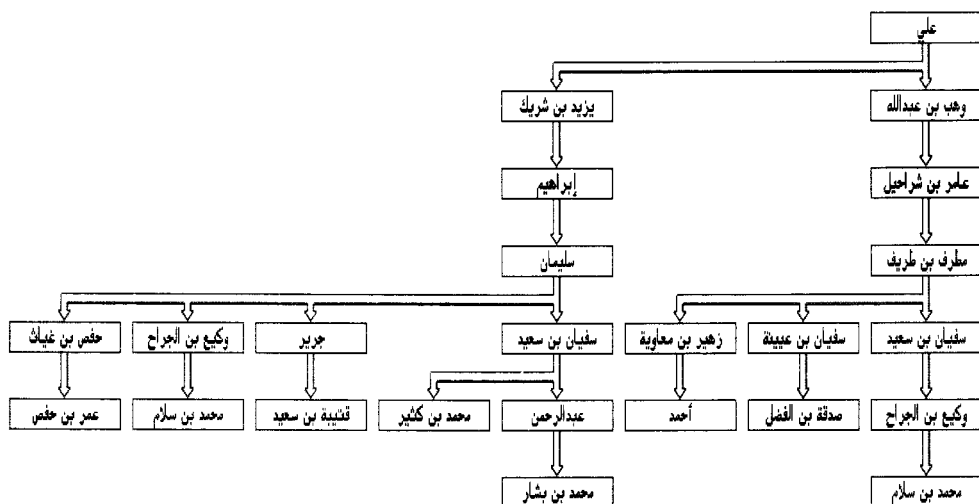 علي
وهب بن عبدالله
يزيد بن شريك
عامر بن شراحيل
إبراهيم
مطرف بن طريف
سليمان
سفيان بن سعيد
سفيان بن عيينة
زهير بن معاوية
سفيان بن سعيد
جرير
وكيع بن الجراح
حفص بن غياث
وكيع بن الجراح
صدقة بن الفضل
أحمد
عبدالرحمن
محمد بن كثير
قتيبة بن سعيد
محمد بن سلام
عمر بن حفص
محمد بن سلام
محمد بن بشار